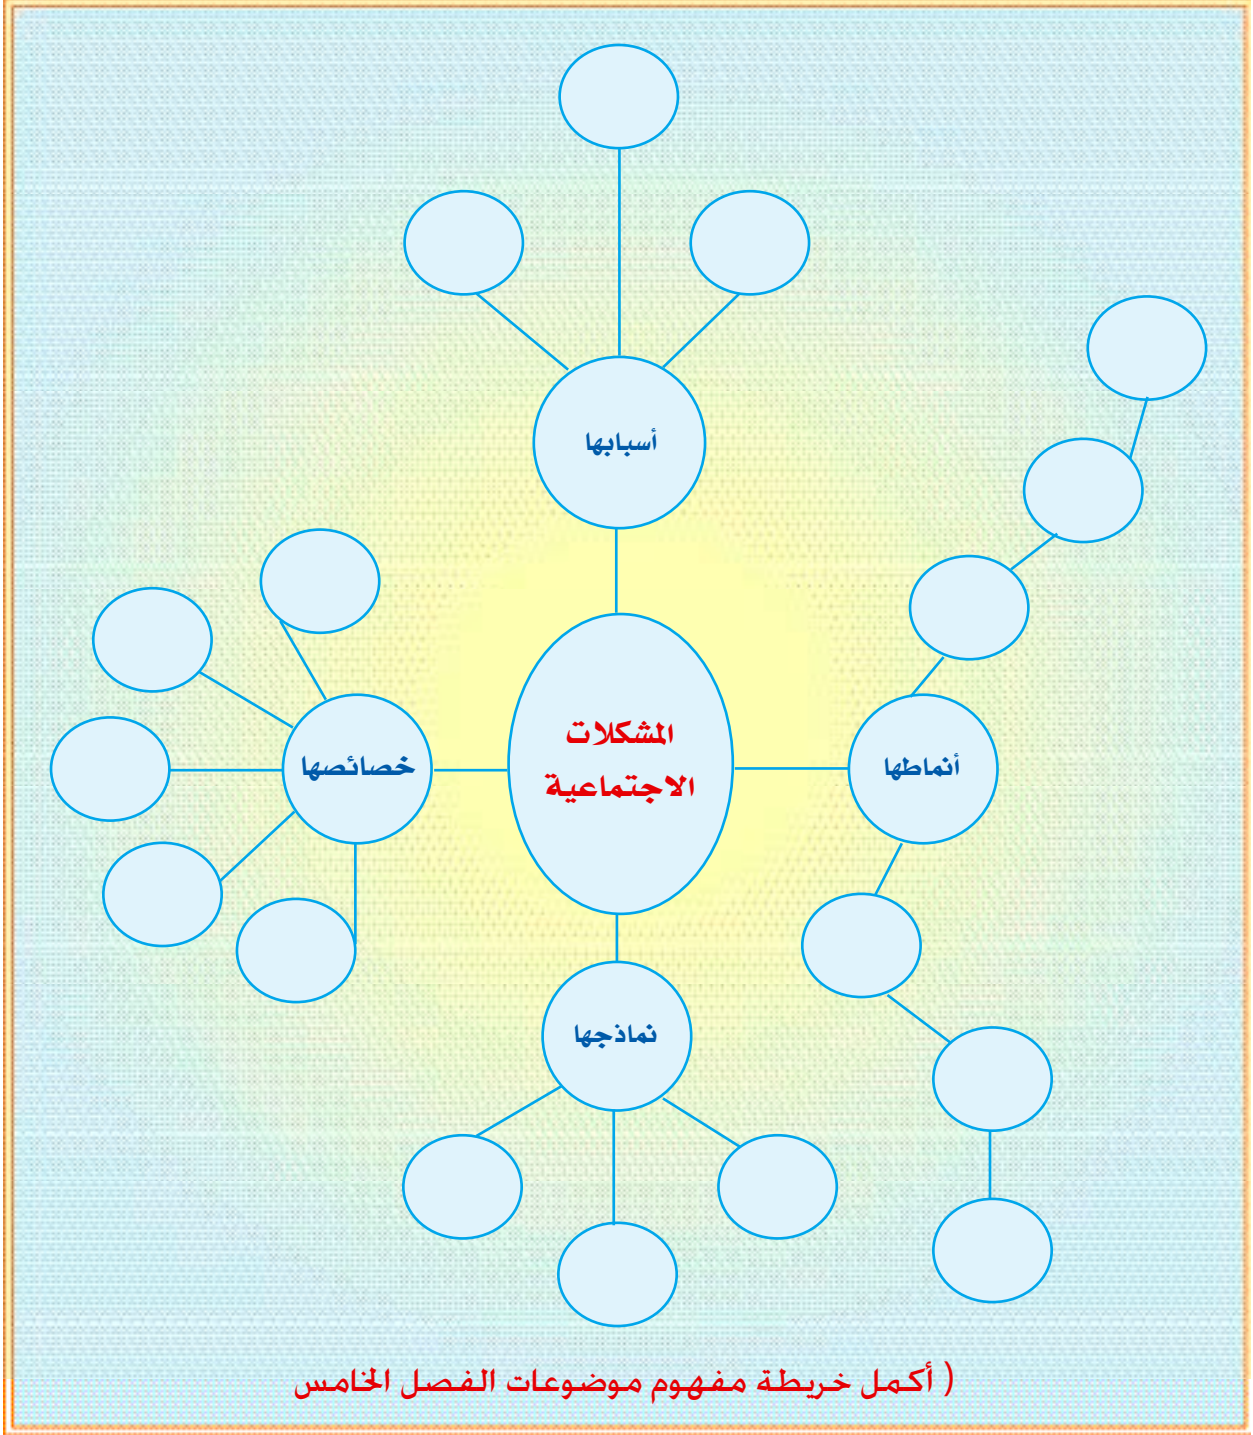 أسبابها
أنماطها
المشكلات
الاجتماعية
خصائصها
نماذجها
( أكمل خريطة مفهوم موضوعات الفصل الخامس